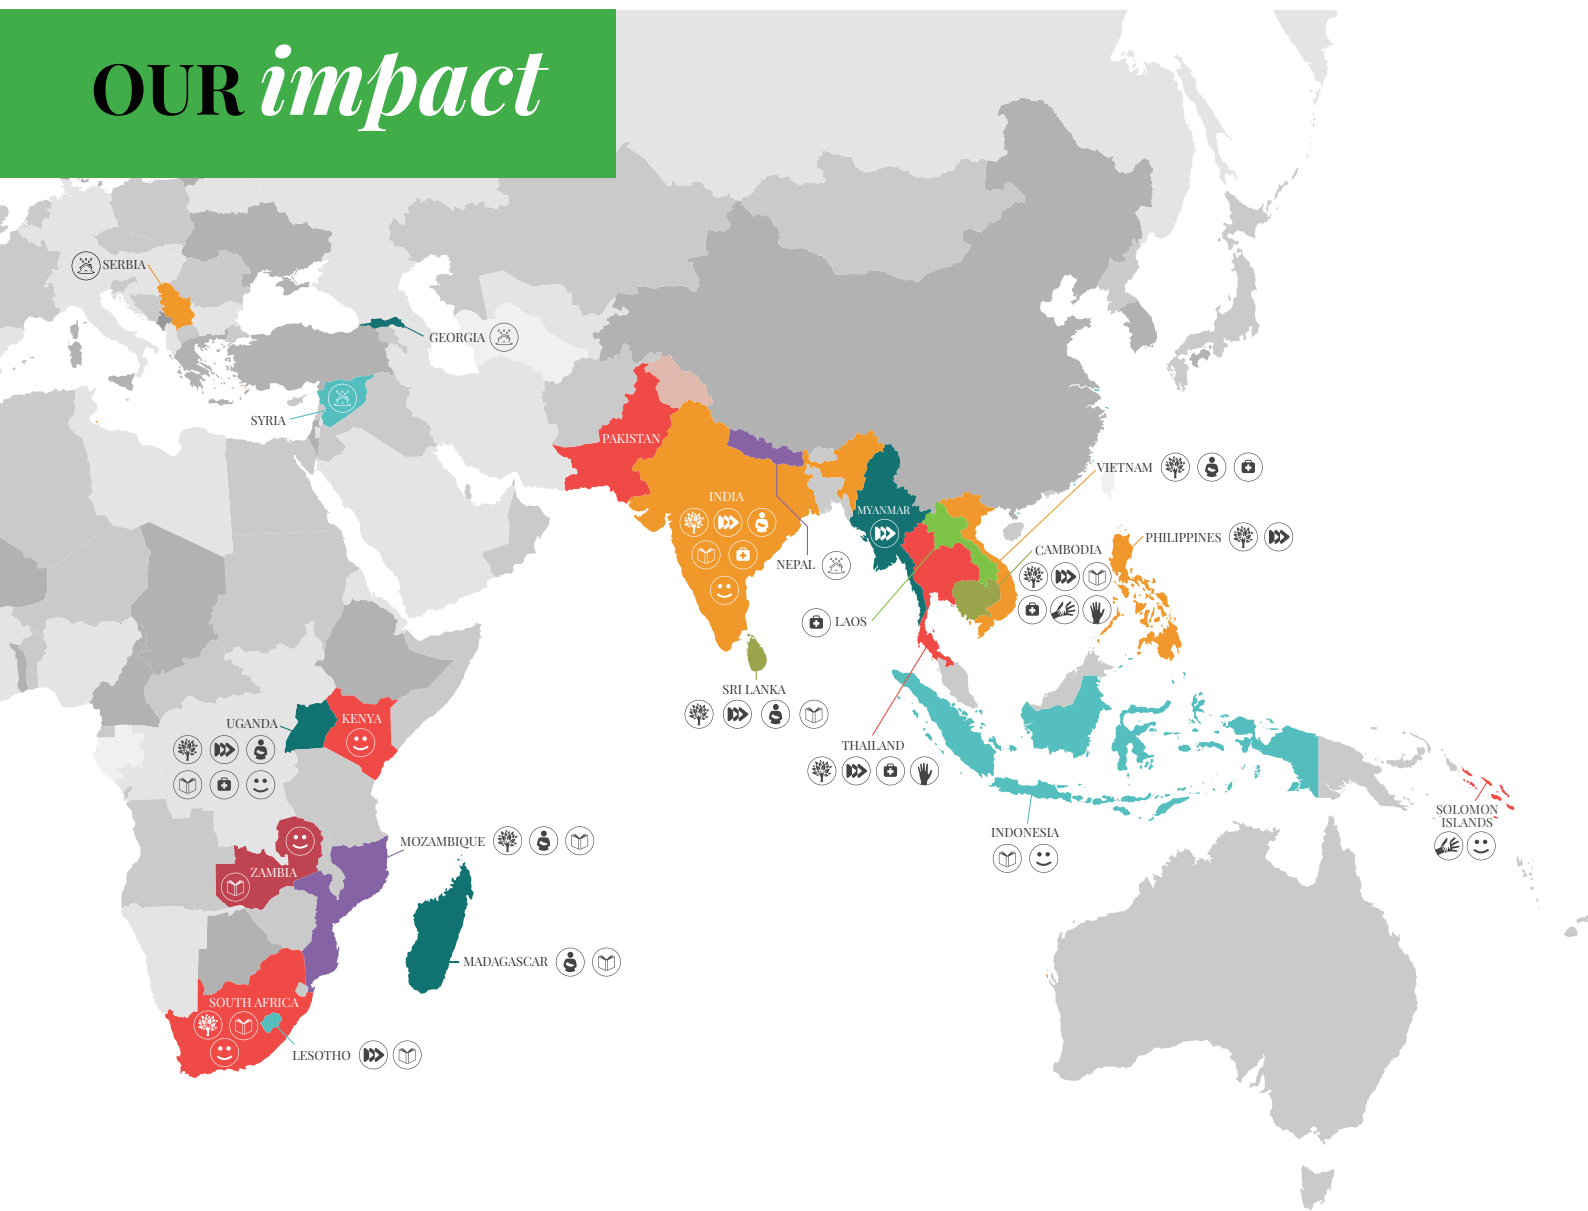 OUR impact
SERBIA
GEORGIA
SYRIA
PAKISTAN
INDIA
NEPAL
MYANMAR
VIETNAM
PHILIPPINES
CAMBODIA
LAOS
SRI LANKA
THAILAND
INDONESIA
SOLOMON
ISLANDS
UGANDA
KENYA
MOZAMBIQUE
ZAMBIA
MADAGASCAR
SOUTH AFRICA
LESOTHO